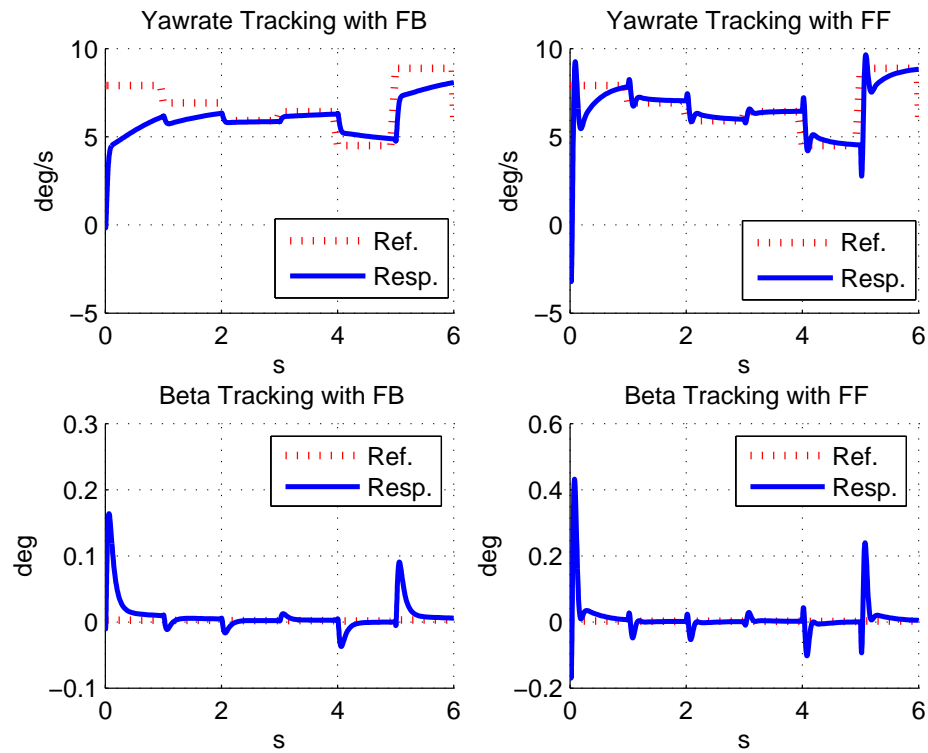 Yawrate Tracking with FB
10
5
0
−5
deg/s
0
2
4
6
s
Ref.
Resp.
Yawrate Tracking with FF
10
5
0
−5
deg/s
0
2
4
6
s
Ref.
Resp.
Beta Tracking with FB
0.3
0.2
0.1
0
−0.1
deg
0
2
4
6
s
Ref.
Resp.
Beta Tracking with FF
0.6
0.4
0.2
0
−0.2
deg
0
2
4
6
s
Ref.
Resp.